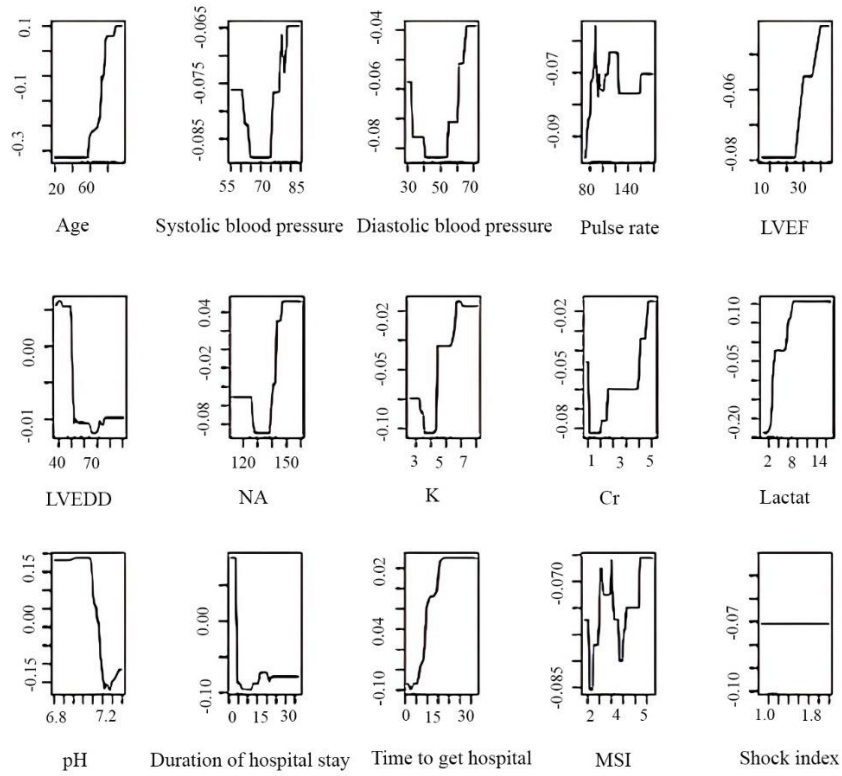 0.1 -0.1 -0.3
20 60
Age
-0.065 -0.075 -0.085
55 70 85
Systolic blood pressure
-0.04 -0.06 -0.08
30 50 70
Diastolic blood pressure
-0.07 -0.09
80 140
Pulse rate
-0.06 -0.08
10 30
LVEF
0.00 -0.01
40 70
LVEDD
0.04 -0.02 -0.02 -0.08
120 150
NA
-0.02 -0.05 -0.10
3 5 7
K
-0.02 -0.05 -0.08
1 3 5
Cr
0.10 -0.05 -0.20
2 8 14
Lactat
0.15 0.00 -0.15
6.8 7.2
pH
0.00 -0.10
0 15 30
Duration of hospital stay
0.02 0.04 -0.10
0 15 30
Time to get hospital
-0.070 -0.085
2 4 5
MSI
-0.07 -0.10
1.0 1.8
Shock index